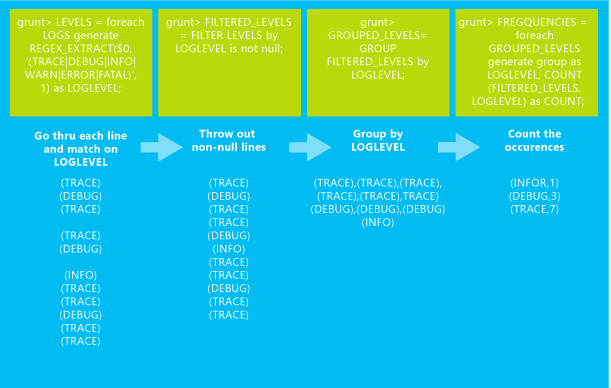 grunt> LEVELS = foreach
LOGS generate
REGEX_EXTRACT($0,
'(TRACE|DEBUG|INFO|
WARN|ERROR|FATAL)',
1) as LOGLEVEL;
grunt> FILTERED_LEVELS
= FILTER LEVELS by
LOGLEVEL is not null;
grunt>
GROUPED_LEVELS=
GROUP
FILTERED_LEVELS by
LOGLEVEL;
grunt> FREGQUENCIES =
foreach
GROUPED_LEVELS
generate group as
LOGLEVEL, COUNT
(FILTERED_LEVELS.
LOGLEVEL) as COUNT;
Go thru each line
and match on
LOGLEVEL
(TRACE)
(DEBUG)
(TRACE)
(TRACE)
(DEBUG)
(INFO)
(TRACE)
(TRACE)
(DEBUG)
(TRACE)
(TRACE)
Throw out
non-null lines
(TRACE)
(DEBUG)
(TRACE)
(TRACE)
(DEBUG)
(INFO)
(TRACE)
(TRACE)
(DEBUG)
(TRACE)
(TRACE)
Group by
LOGLEVEL
(TRACE),(TRACE),(TRACE),
(TRACE),(TRACE),TRACE)
(DEBUG),(DEBUG),(DEBUG)
(INFO)
Count the
occurences
(INFOR,1)
(DEBUG,3)
(TRACE,7)